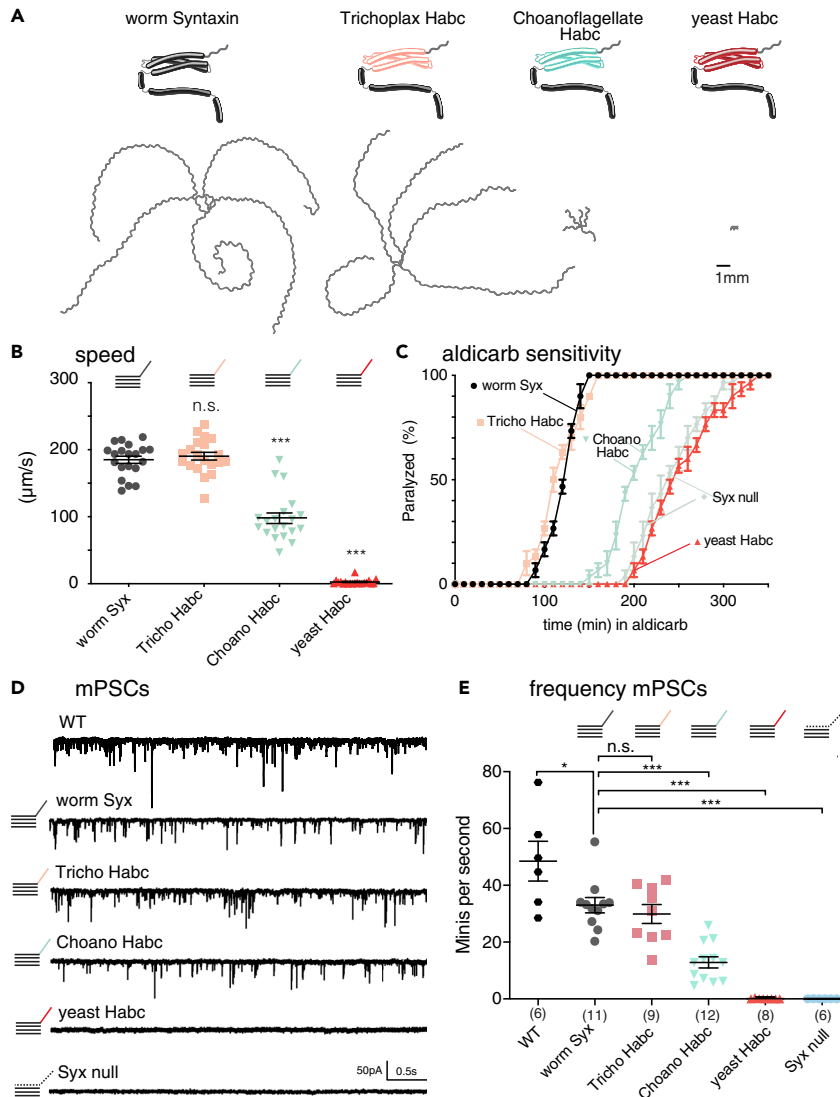 A
worm Syntaxin
Trichoplax Habc
Choanoflagellate
Habc
yeast Habc
1mm
B
speed
300
200
100
0
(µm/s)
n.s.
***
***
worm Syx
Tricho Habc
Choano Habc
yeast Habc
C
aldicarb sensitivity
100
80
60
40
20
0
Paralyzed (%)
worm Syx
Tricho Habc
Choano
Habc
Syx null
yeast Habc
0
100
200
300
time (min) in aldicarb
D
mPSCs
WT
worm Syx
Tricho Habc
Choano Habc
yeast Habc
Syx null
50pA
0.5s
E
frequency mPSCs
n.s.
*
***
***
***
80
60
40
20
0
Minis per second
(6)
(11)
(9)
(12)
(8)
(6)
WT
worm Syx
Tricho Habc
Choano Habc
yeast Habc
Syx null